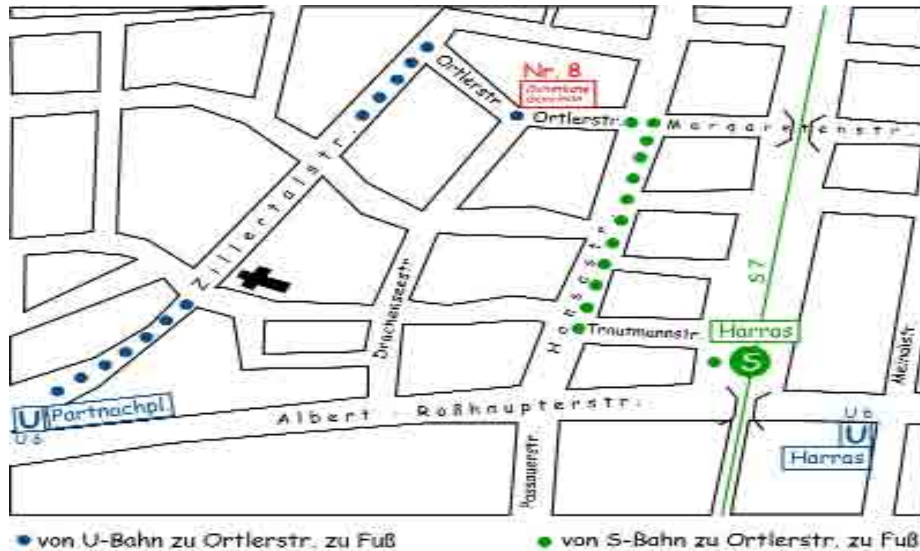 Ortlerstr
Nr. 8
Ortlerstr.
Margaretenstr.
Zillertalstr.
S7
Drachenseestr
Hansastr.
Trautmannstr.
Harras
S
Meindlstr.
U Partnachpl.
U6
Albert Roßhaupterstr.
Passauerstr.
U6
U
Harras
von U-Bahn zu Ortlerstr. zu Fuß
von S-Bahn zu Ortlerstr. zu Fuß